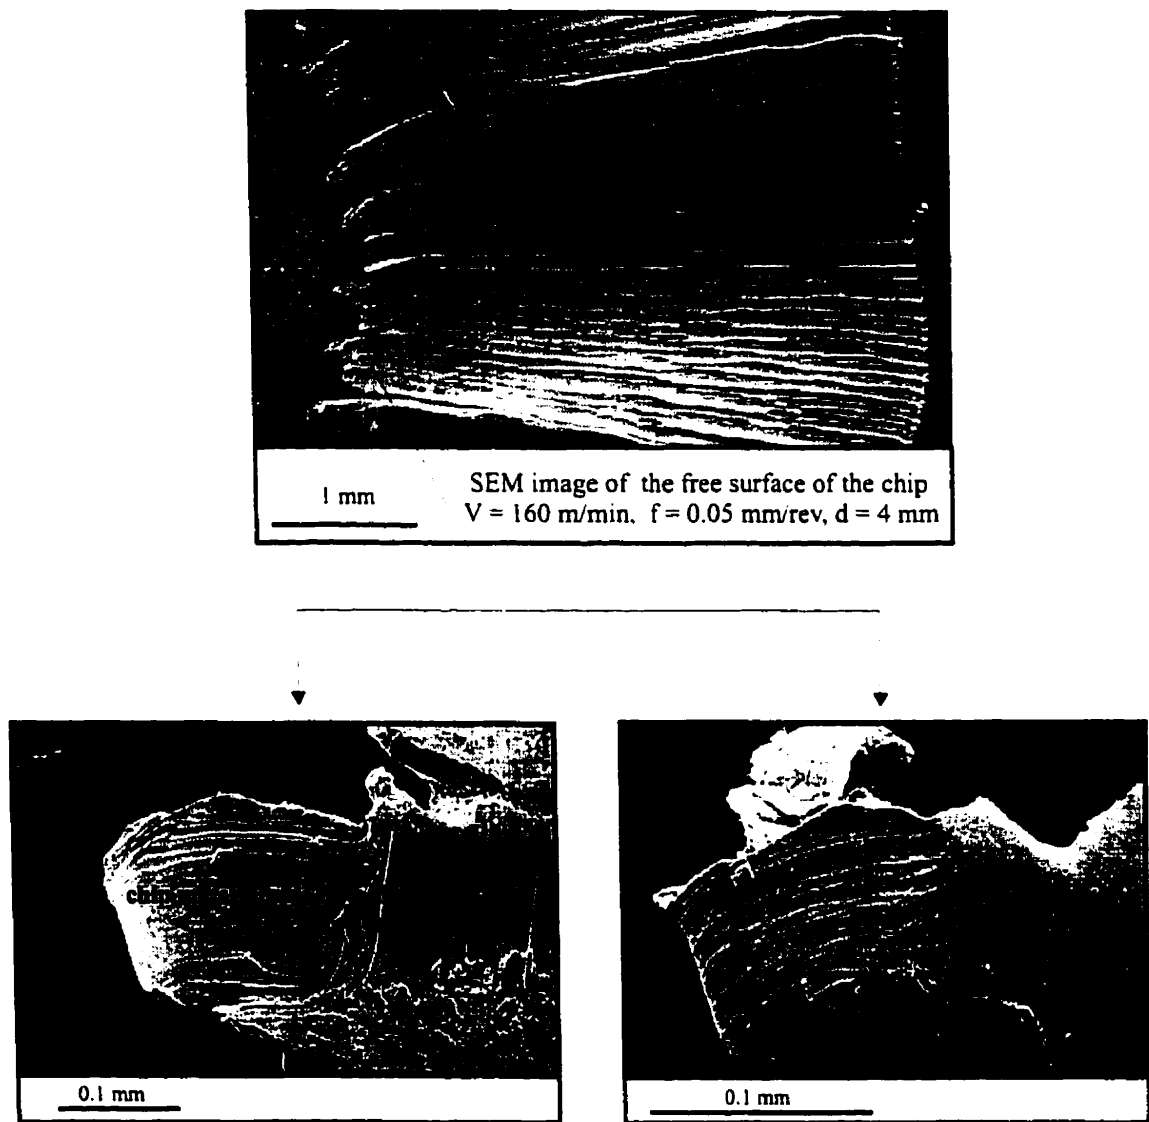 1 mm
SEM image of the free surface of the chip
V = 160 m/min, f = 0.05 mm/rev, d = 4 mm
0.1 mm
0.1 mm